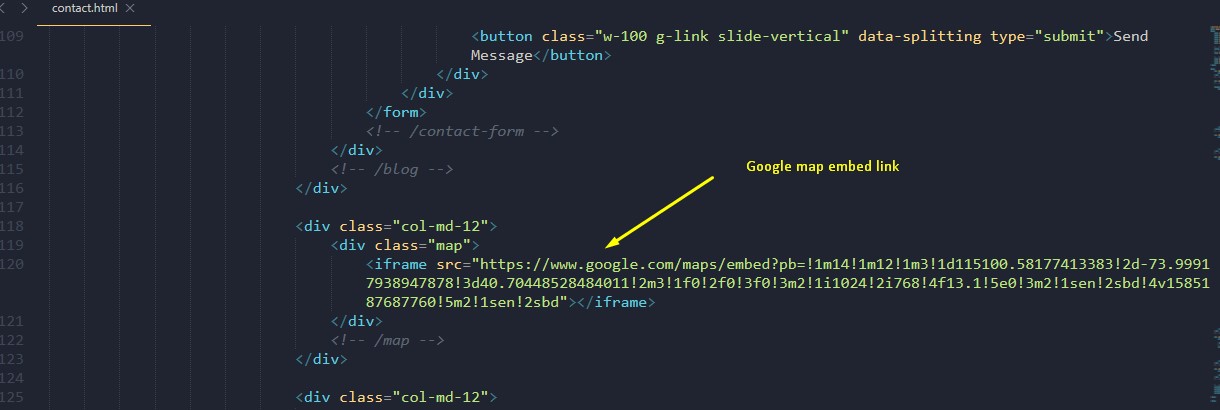 contact.html
109 <button class="w-100 g-link slide-vertical" data-splitting type="submit">Send
Message</button>
110 </div>
111 </div>
112 </form>
113 <!-- /contact-form -->
114 </div>
115 <!-- /blog -->
Google map embed link
116 </div>
117
118 <div class="col-md-12">
119 <div class="map">
120 <iframe src="https://www.google.com/maps/embed?pb=!1m14!1m12!1m3!1d115100.58177413383!2d-73.9991
17938947878!3d40.70448528484011!2m3!1f0!2f0!3f0!3m2!1i1024!2i768!4f13.1!5e0!3m2!1sen!2sbd!4v15851
87687760!5m2!1sen!2sbd"></iframe>
121 </div>
122 <!-- /map -->
123 </div>
124
125 <div class="col-md-12">